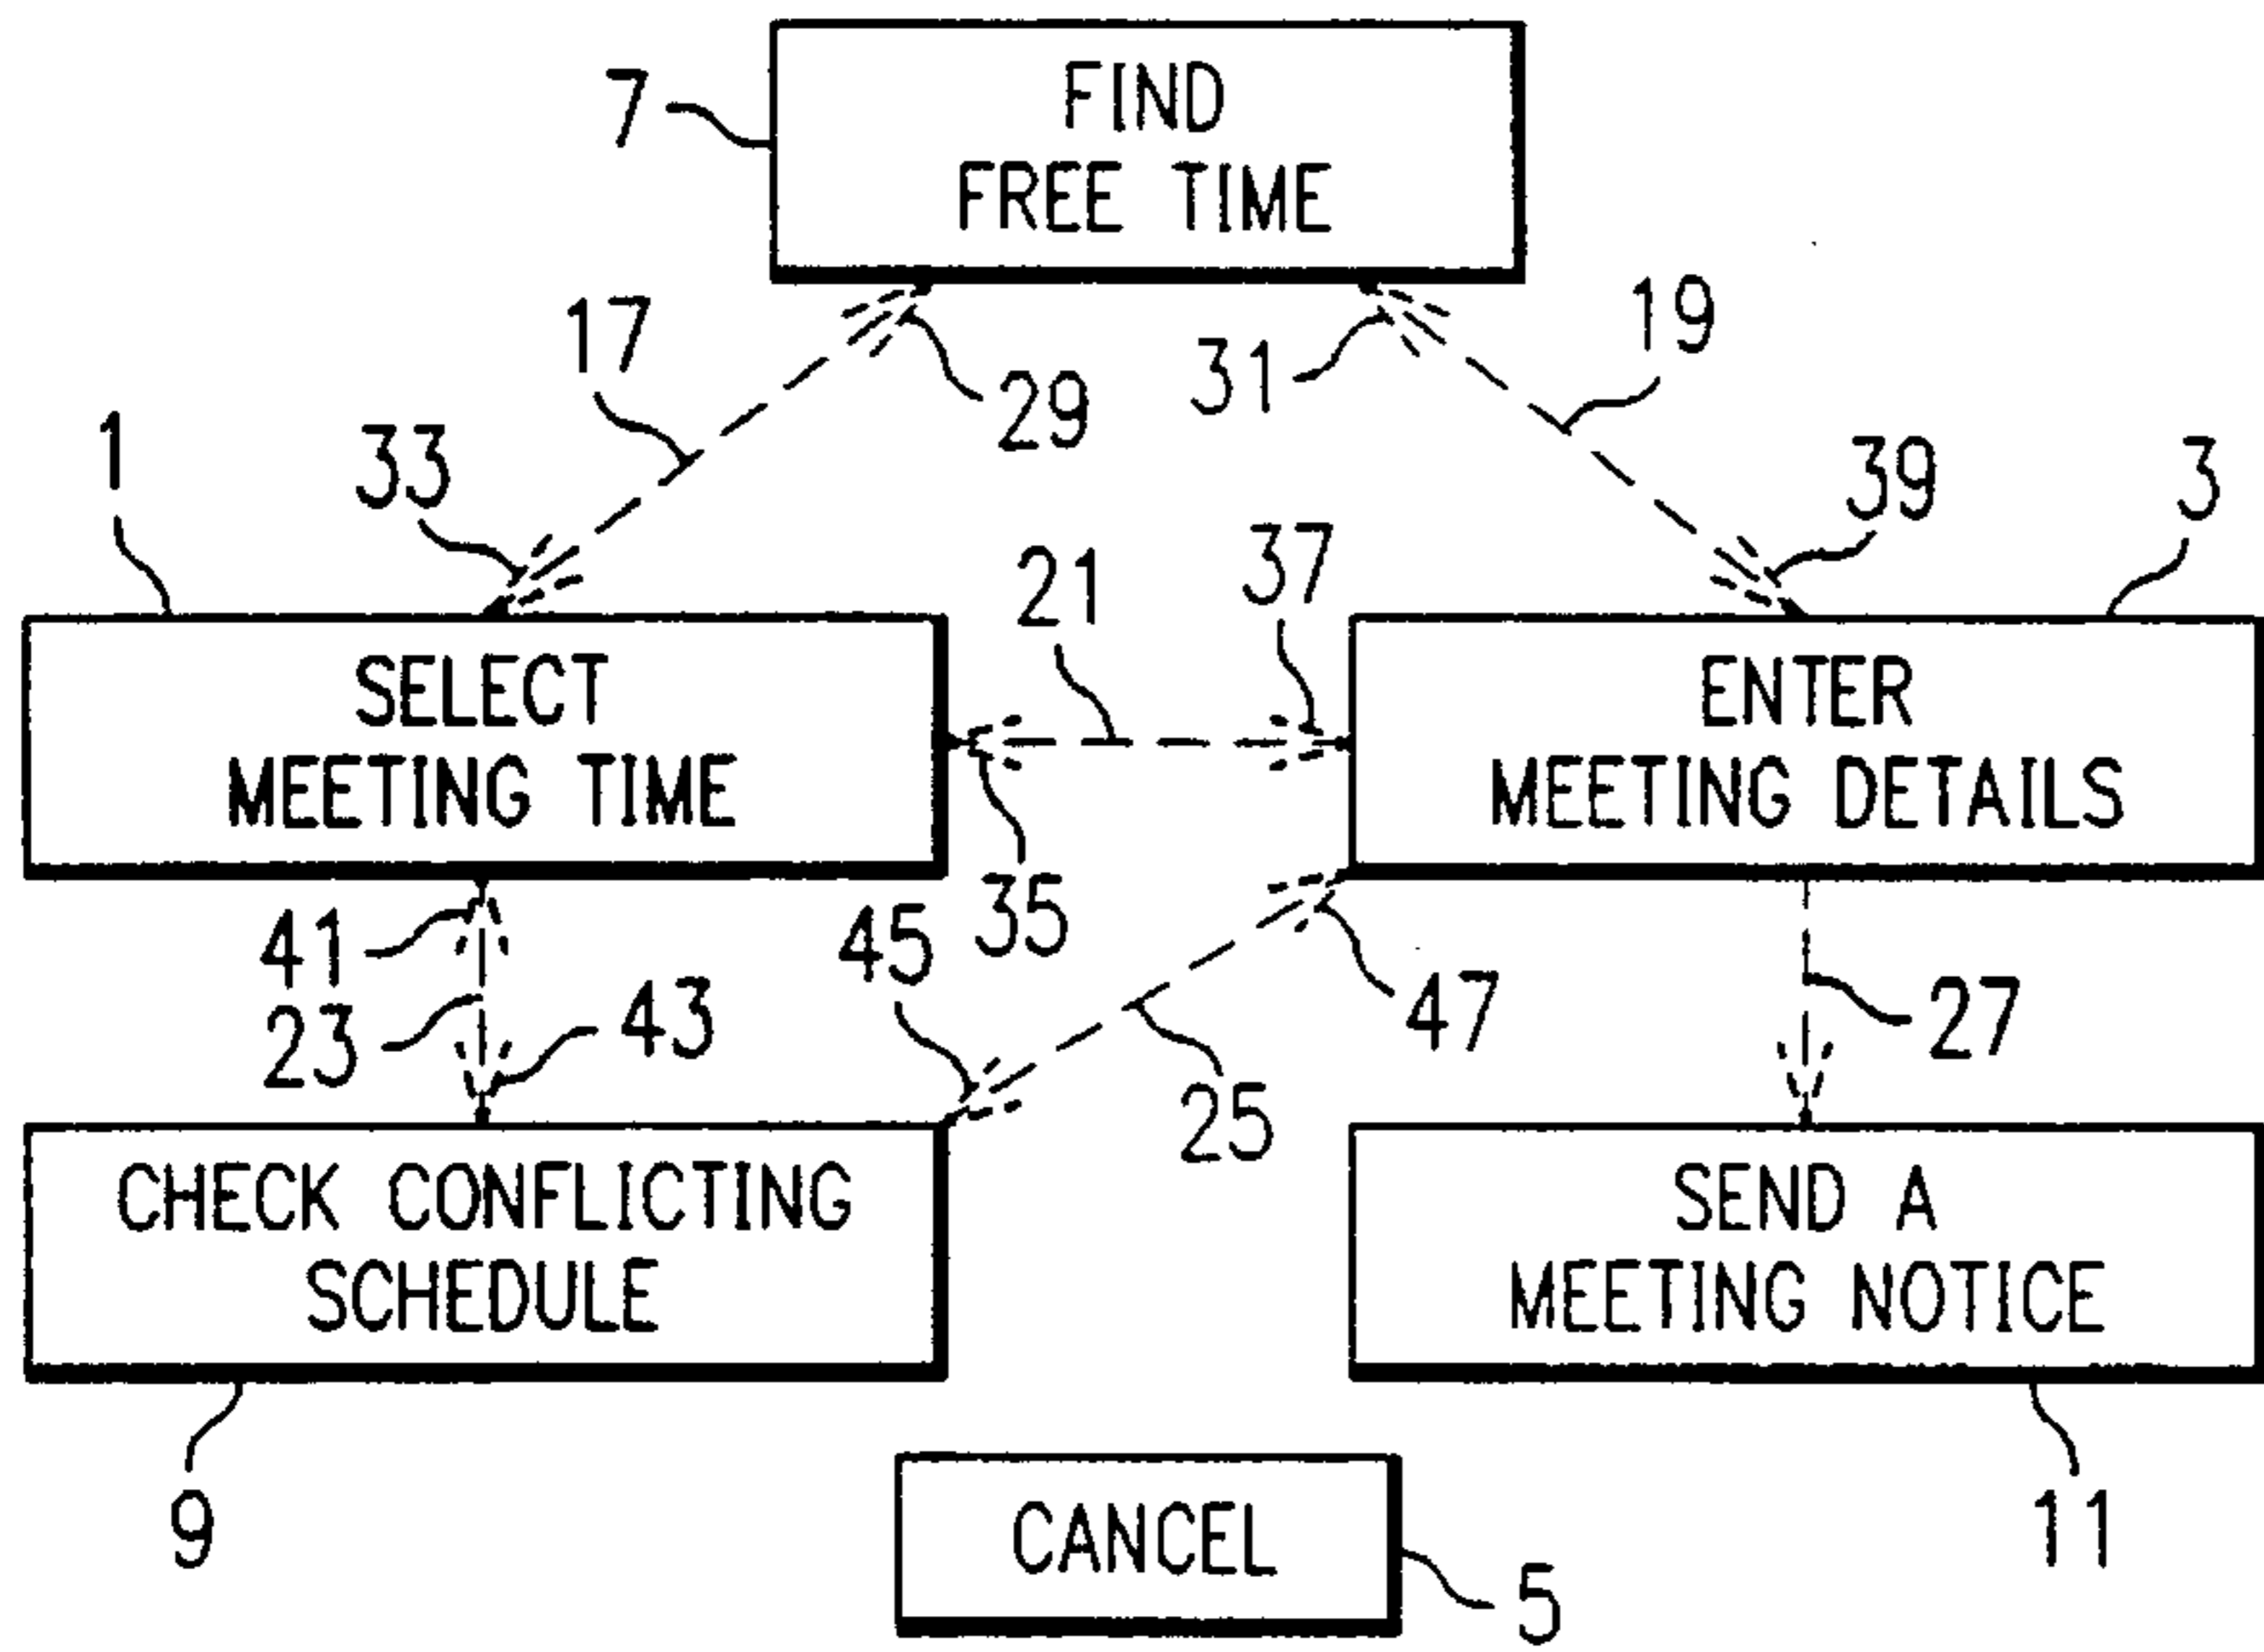 7
FIND
FREE TIME
17
29
31
19
1
33
21
37
39
3
SELECT
MEETING TIME
ENTER
MEETING DETAILS
41
23
43
45
35
25
47
27
CHECK CONFLICTING
SCHEDULE
SEND A
MEETING NOTICE
9
CANCEL
5
11